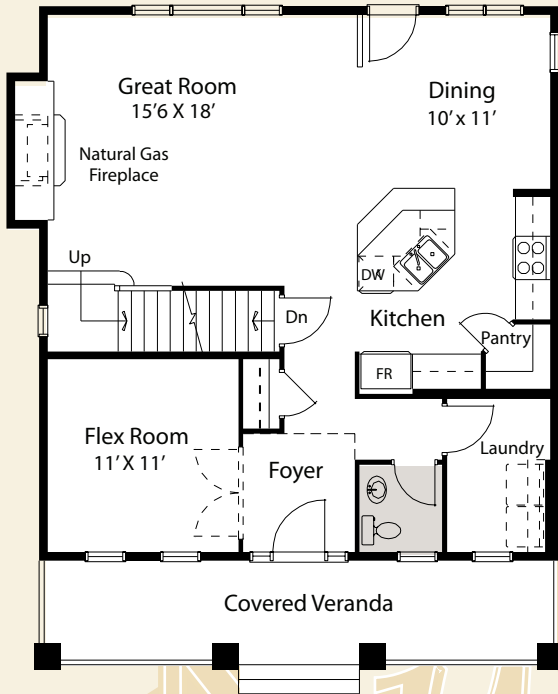 Great Room
15'6 X 18'
Dining
10' x 11'
Natural Gas
Fireplace
Up
DW
Dn
Kitchen
Pantry
FR
Flex Room
11' X 11'
Foyer
Laundry
Covered Veranda